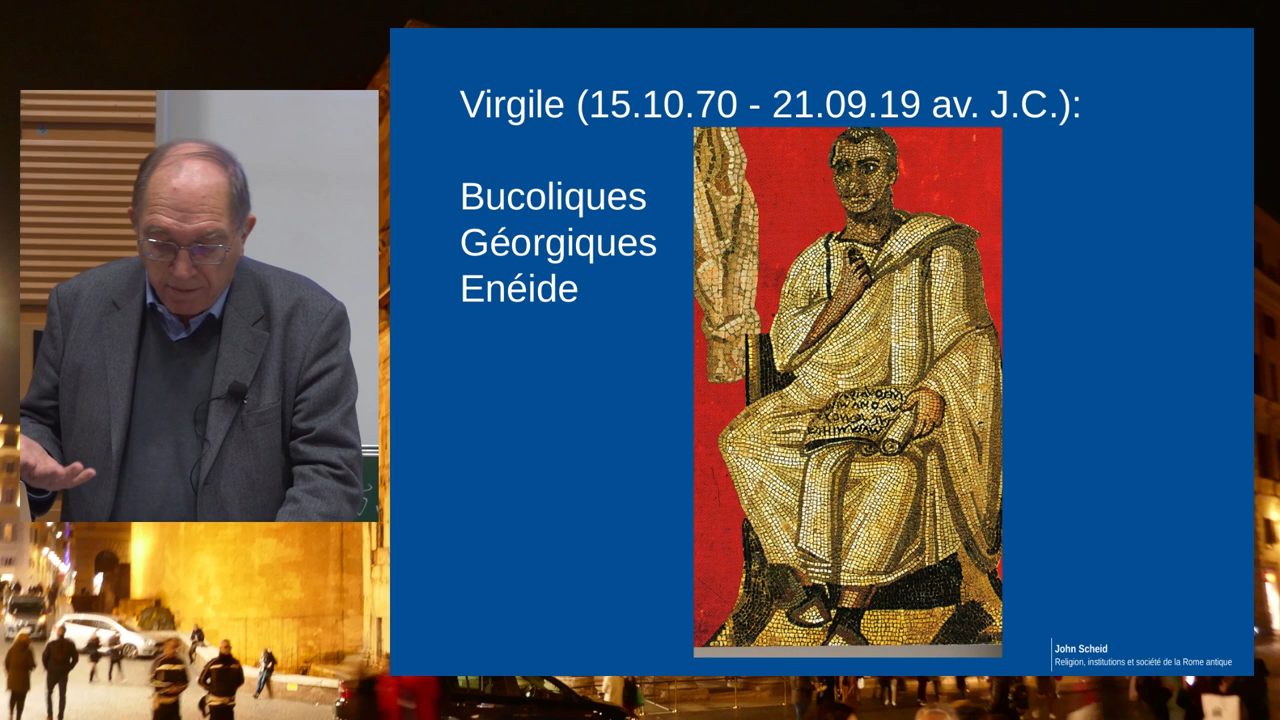 Virgile (15.10.70 - 21.09.19 av. J.C.):
Bucoliques
Géorgiques
Enéide
John Scheid
Religion, institutions et société de la Rome antique